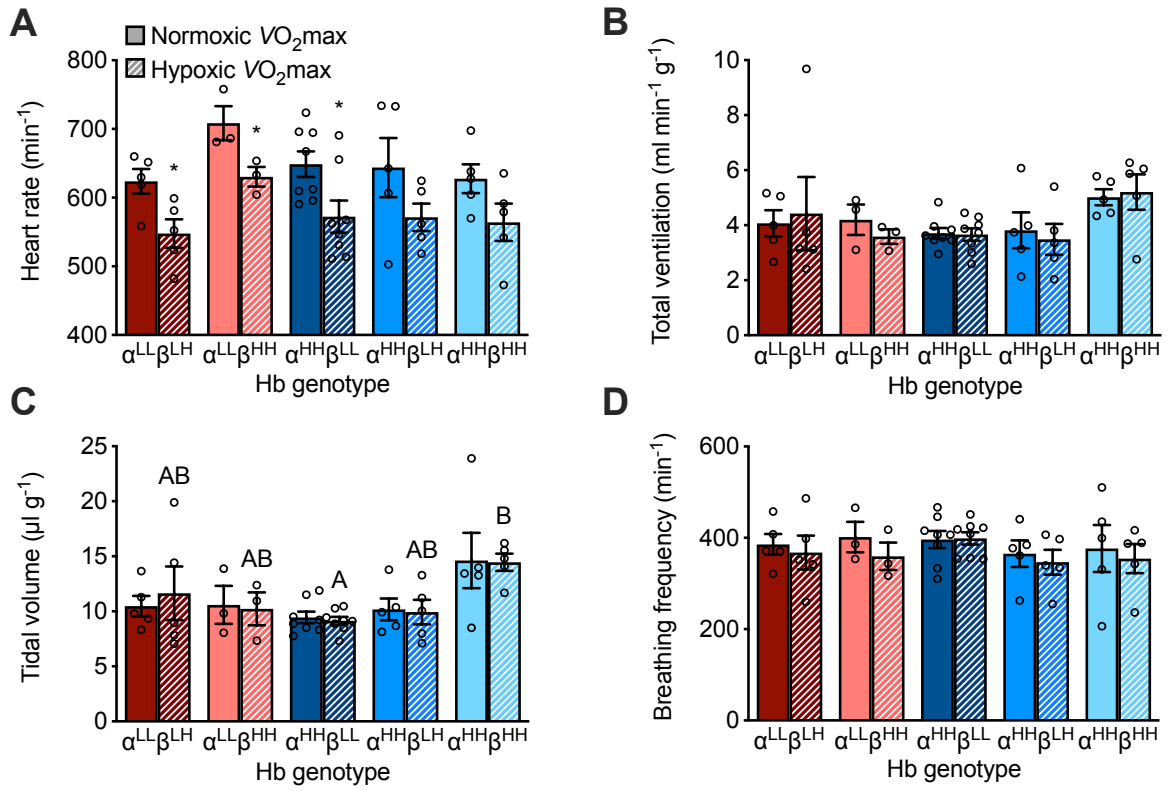 A
Normoxic VO₂max
Hypoxic VO₂max
Heart rate (min⁻¹)
800
700
600
500
400
*
*
*
αᴸᴸβᴸᴴ αᴸᴸβᴴᴴ αᴴᴴβᴸᴸ αᴴᴴβᴸᴴ αᴴᴴβᴴᴴ
Hb genotype
B
Total ventilation (ml min⁻¹ g⁻¹)
10
8
6
4
2
0
αᴸᴸβᴸᴴ αᴸᴸβᴴᴴ αᴴᴴβᴸᴸ αᴴᴴβᴸᴴ αᴴᴴβᴴᴴ
Hb genotype
C
Tidal volume (µl g⁻¹)
25
20
15
10
5
0
AB
AB
A
AB
B
αᴸᴸβᴸᴴ αᴸᴸβᴴᴴ αᴴᴴβᴸᴸ αᴴᴴβᴸᴴ αᴴᴴβᴴᴴ
Hb genotype
D
Breathing frequency (min⁻¹)
600
400
200
0
αᴸᴸβᴸᴴ αᴸᴸβᴴᴴ αᴴᴴβᴸᴸ αᴴᴴβᴸᴴ αᴴᴴβᴴᴴ
Hb genotype